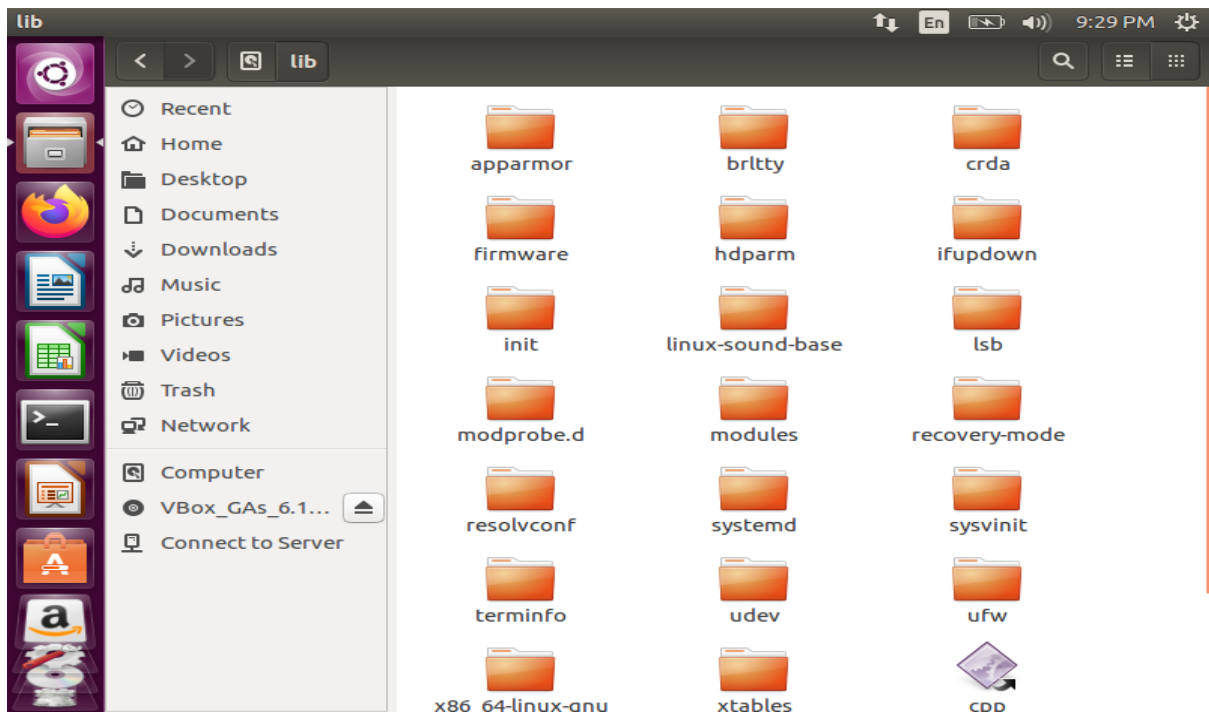 lib
En
9:29 PM
lib
Recent
Home
Desktop
Documents
Downloads
Music
Pictures
Videos
Trash
Network
Computer
VBox_GAs_6.1...
Connect to Server
apparmor
brltty
crda
firmware
hdparm
ifupdown
init
linux-sound-base
lsb
modprobe.d
modules
recovery-mode
resolvconf
systemd
sysvinit
terminfo
udev
ufw
x86_64-linux-gnu
xtables
cpp